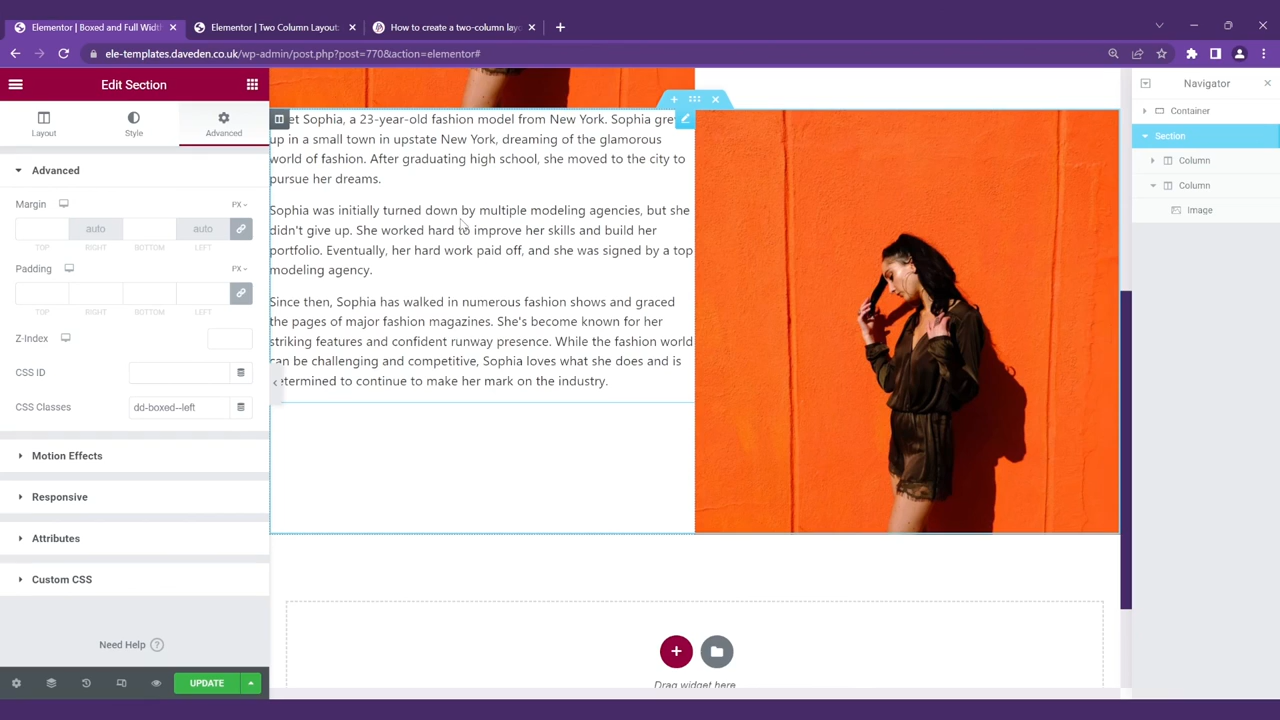 Elementor | Boxed and Full Width
Elementor | Two Column Layout:
How to create a two-column layo
ele-templates.daveden.co.uk/wp-admin/post.php?post=770&action=elementor#
Edit Section
Layout
Style
Advanced
Advanced
Margin
PX
auto
auto
TOP
RIGHT
BOTTOM
LEFT
Padding
PX
TOP
RIGHT
BOTTOM
LEFT
Z-Index
CSS ID
CSS Classes
dd-boxed--left
Motion Effects
Responsive
Attributes
Custom CSS
Need Help
UPDATE
et Sophia, a 23-year-old fashion model from New York. Sophia gre
up in a small town in upstate New York, dreaming of the glamorous
world of fashion. After graduating high school, she moved to the city to
pursue her dreams.
Sophia was initially turned down by multiple modeling agencies, but she
didn't give up. She worked hard to improve her skills and build her
portfolio. Eventually, her hard work paid off, and she was signed by a top
modeling agency.
Since then, Sophia has walked in numerous fashion shows and graced
the pages of major fashion magazines. She's become known for her
striking features and confident runway presence. While the fashion world
can be challenging and competitive, Sophia loves what she does and is
etermined to continue to make her mark on the industry.
Drag widget here
Navigator
Container
Section
Column
Column
Image